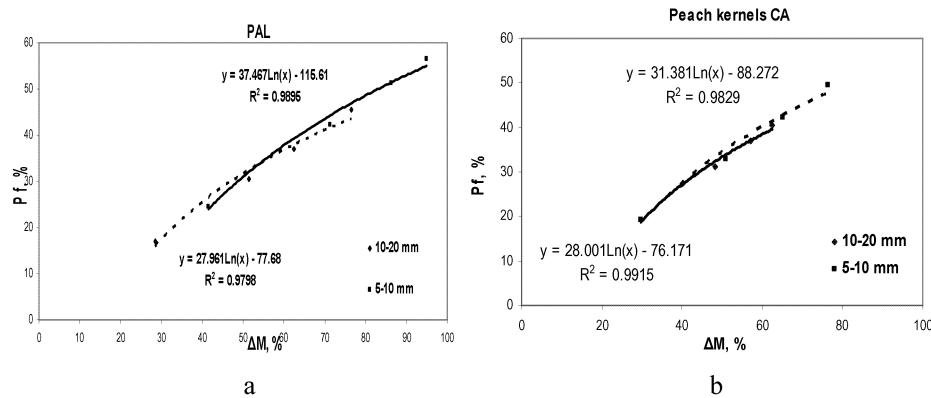 a
PAL
60
50
40
30
20
10
0
P f, %
y = 37.467Ln(x) - 115.61
R² = 0.9895
y = 27.961Ln(x) - 77.68
R² = 0.9798
10-20 mm
5-10 mm
0 10 20 30 40 50 60 70 80 90 100
ΔM, %
a
Peach kernels CA
60
50
40
30
20
10
0
Pf, %
y = 31.381Ln(x) - 88.272
R² = 0.9829
y = 28.001Ln(x) - 76.171
R² = 0.9915
10-20 mm
5-10 mm
0 20 40 60 80 100
ΔM, %
b